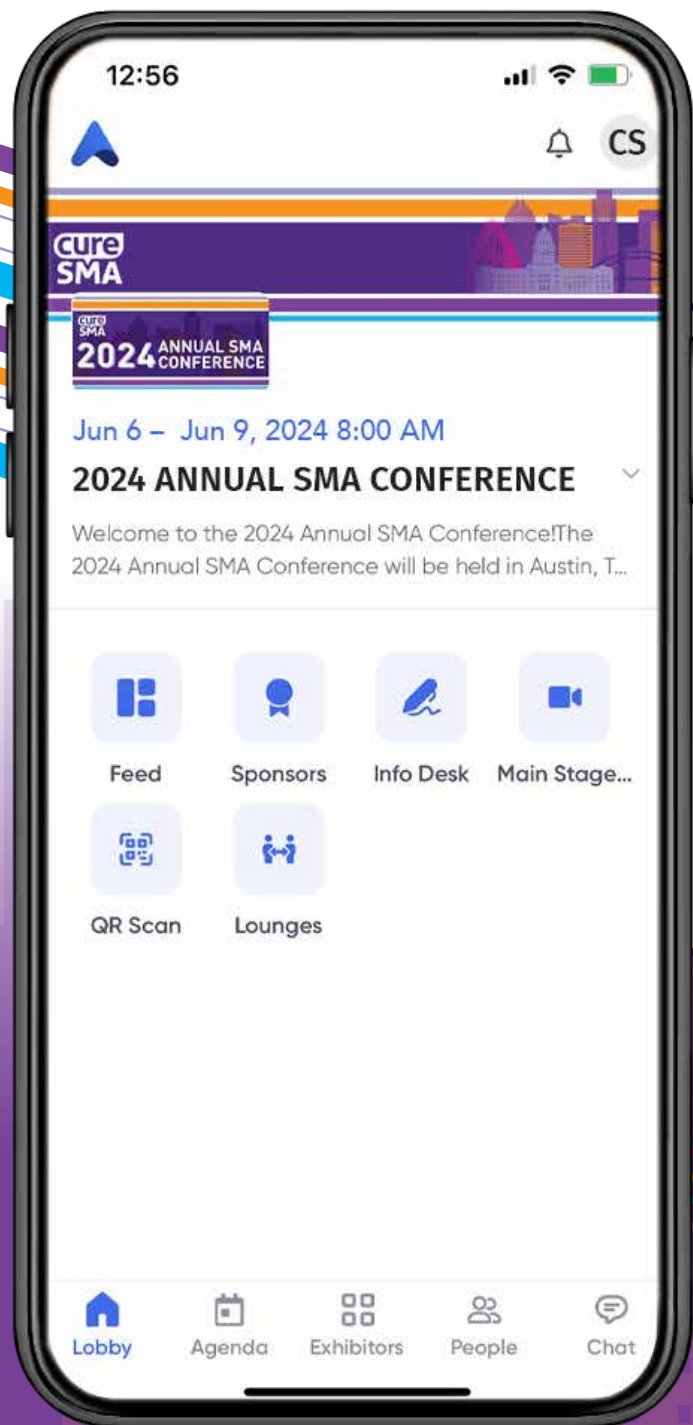 12:56
CS
cure
SMA
cure
SMA
2024 ANNUAL SMA
CONFERENCE
Jun 6 – Jun 9, 2024 8:00 AM
2024 ANNUAL SMA CONFERENCE
Welcome to the 2024 Annual SMA Conference!The
2024 Annual SMA Conference will be held in Austin, T...
Feed Sponsors Info Desk Main Stage...
QR Scan Lounges
Lobby Agenda Exhibitors People Chat